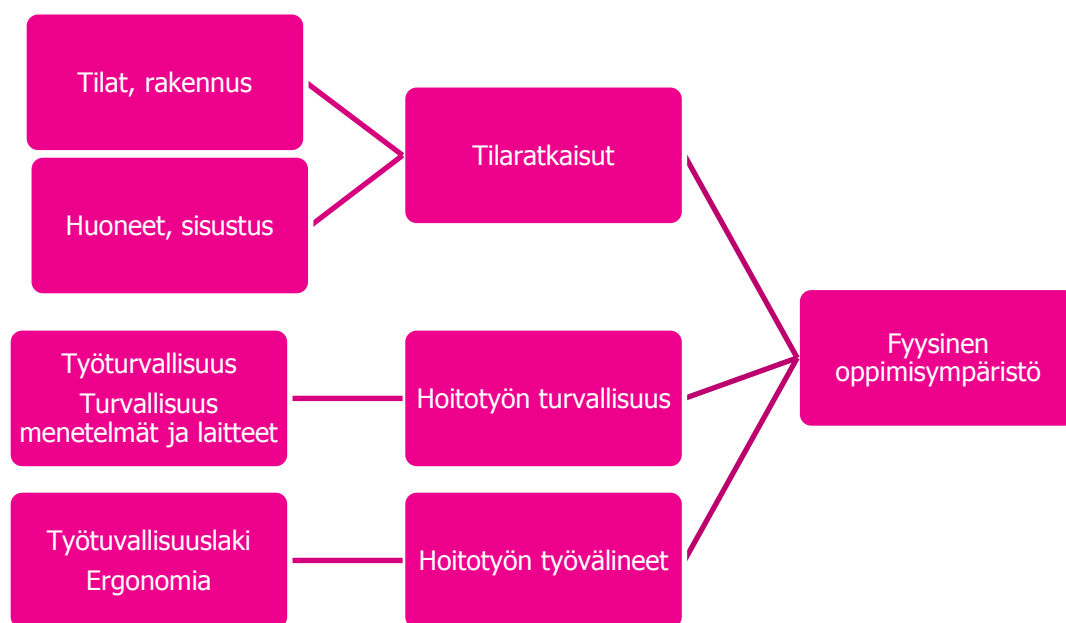 Tilat, rakennus
Huoneet, sisustus
Tilaratkaisut
Työturvallisuus
Turvallisuus
menetelmät ja laitteet
Hoitotyön turvallisuus
Työtuvallisuuslaki
Ergonomia
Hoitotyön työvälineet
Fyysinen
oppimisympäristö